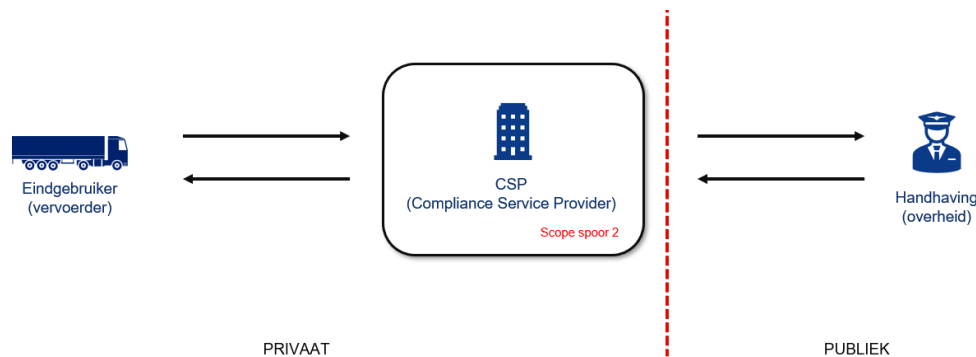 Eindgebruiker
(vervoerder)
CSP
(Compliance Service Provider)
Scope spoor 2
Handhaving
(overheid)
PRIVAAT
PUBLIEK